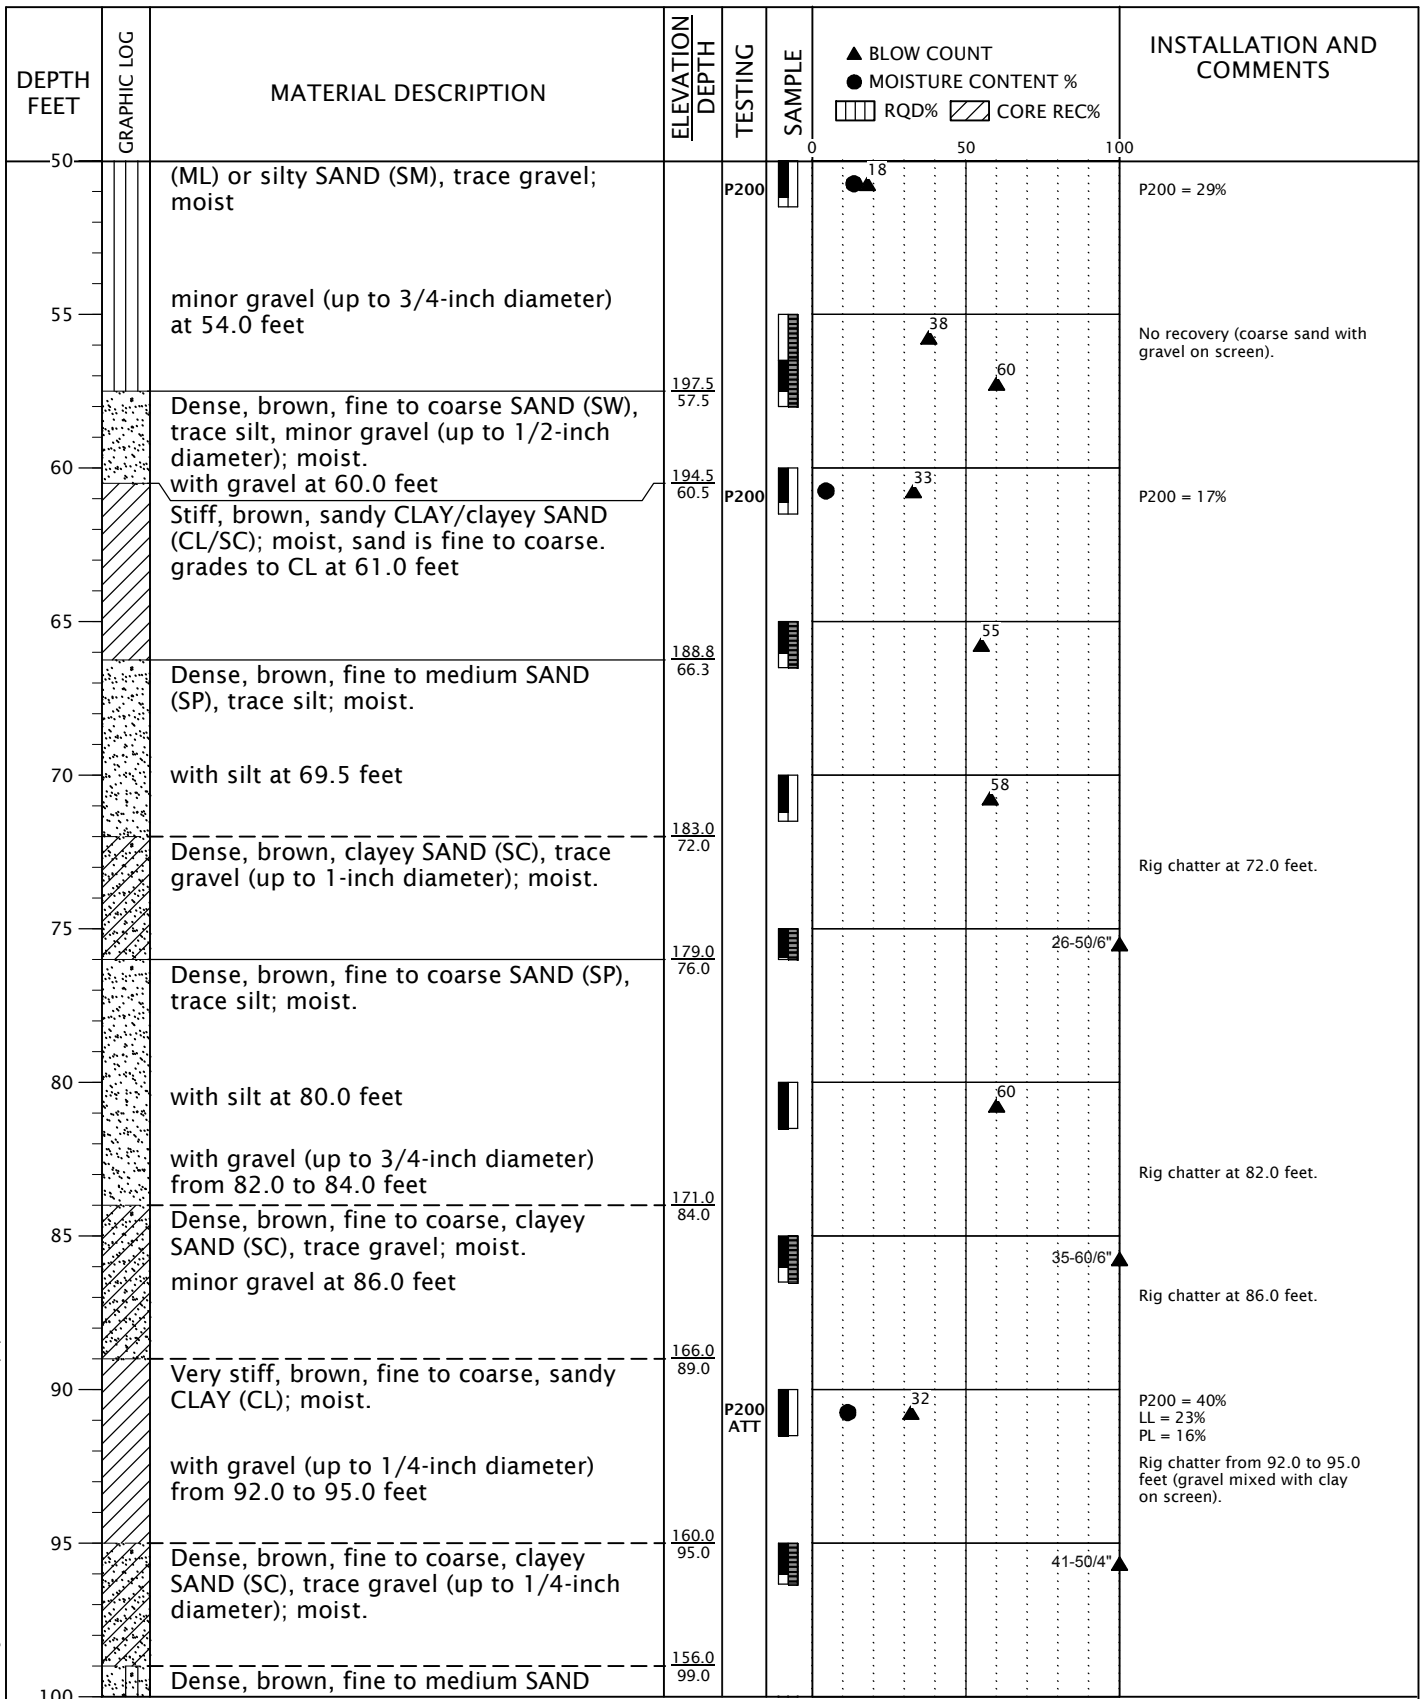 DEPTH
FEET
GRAPHIC LOG
MATERIAL DESCRIPTION
ELEVATION
DEPTH
TESTING
SAMPLE
▲ BLOW COUNT
● MOISTURE CONTENT %
RQD% CORE REC%
0 50 100
INSTALLATION AND
COMMENTS
50
(ML) or silty SAND (SM), trace gravel;
moist
P200
18
P200 = 29%
minor gravel (up to 3/4-inch diameter)
at 54.0 feet
55
38
No recovery (coarse sand with
gravel on screen).
60
197.5
57.5
Dense, brown, fine to coarse SAND (SW),
trace silt, minor gravel (up to 1/2-inch
diameter); moist.
with gravel at 60.0 feet
60
194.5
60.5
P200
33
P200 = 17%
Stiff, brown, sandy CLAY/clayey SAND
(CL/SC); moist, sand is fine to coarse.
grades to CL at 61.0 feet
65
55
188.8
66.3
Dense, brown, fine to medium SAND
(SP), trace silt; moist.
with silt at 69.5 feet
70
58
183.0
72.0
Dense, brown, clayey SAND (SC), trace
gravel (up to 1-inch diameter); moist.
Rig chatter at 72.0 feet.
75
26-50/6"
179.0
76.0
Dense, brown, fine to coarse SAND (SP),
trace silt; moist.
80
with silt at 80.0 feet
60
with gravel (up to 3/4-inch diameter)
from 82.0 to 84.0 feet
Rig chatter at 82.0 feet.
171.0
84.0
Dense, brown, fine to coarse, clayey
SAND (SC), trace gravel; moist.
85
35-60/6"
minor gravel at 86.0 feet
Rig chatter at 86.0 feet.
166.0
89.0
Very stiff, brown, fine to coarse, sandy
CLAY (CL); moist.
90
P200
ATT
32
P200 = 40%
LL = 23%
PL = 16%
with gravel (up to 1/4-inch diameter)
from 92.0 to 95.0 feet
Rig chatter from 92.0 to 95.0
feet (gravel mixed with clay
on screen).
95
160.0
95.0
Dense, brown, fine to coarse, clayey
SAND (SC), trace gravel (up to 1/4-inch
diameter); moist.
41-50/4"
156.0
99.0
Dense, brown, fine to medium SAND
100